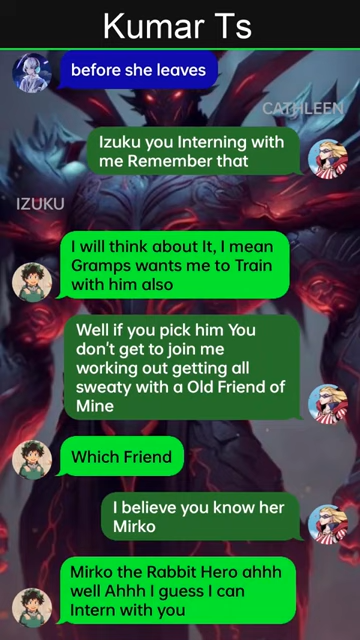 Kumar Ts
before she leaves
CATHLEEN
Izuku you Interning with
me Remember that
IZUKU
I will think about It, I mean
Gramps wants me to Train
with him also
Well if you pick him You
don't get to join me
working out getting all
sweaty with a Old Friend of
Mine
Which Friend
I believe you know her
Mirko
Mirko the Rabbit Hero ahhh
well Ahhh I guess I can
Intern with you